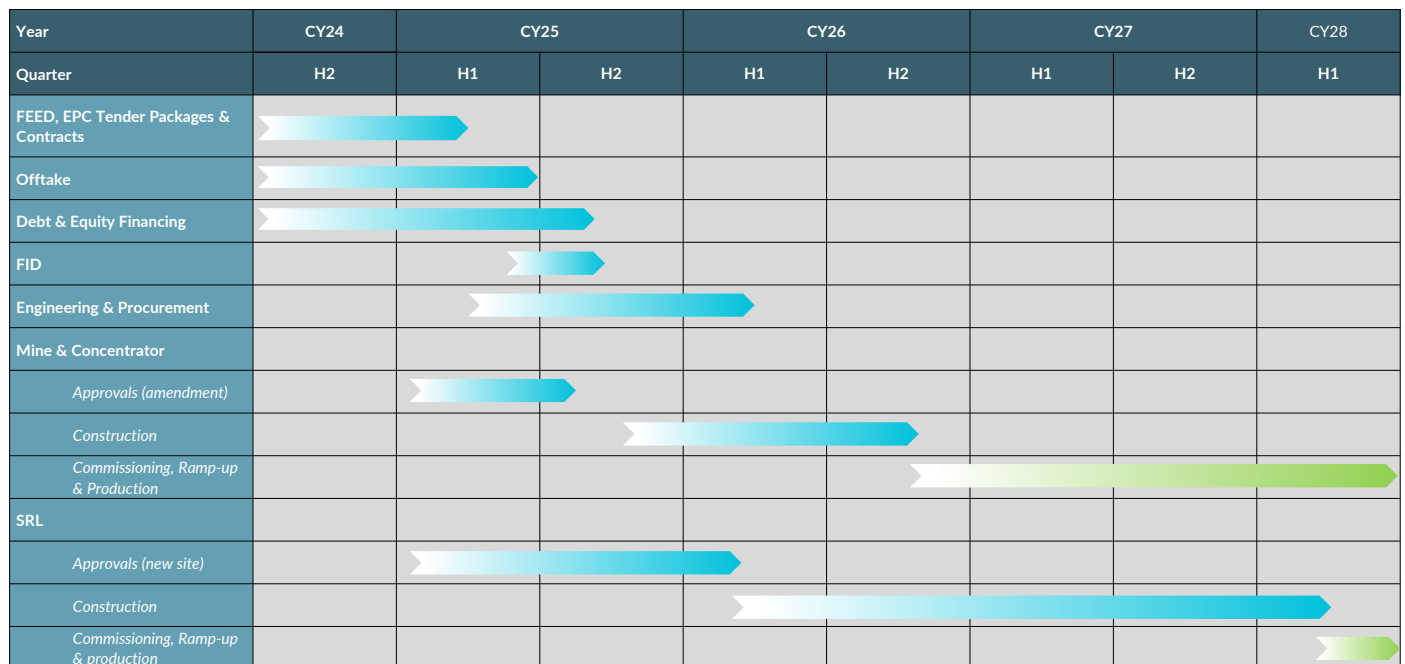 Year CY24 CY25 CY26 CY27 CY28
Quarter H2 H1 H2 H1 H2 H1 H2 H1
FEED, EPC Tender Packages &
Contracts
Offtake
Debt & Equity Financing
FID
Engineering & Procurement
Mine & Concentrator
Approvals (amendment)
Construction
Commissioning, Ramp-up
& Production
SRL
Approvals (new site)
Construction
Commissioning, Ramp-up
& production